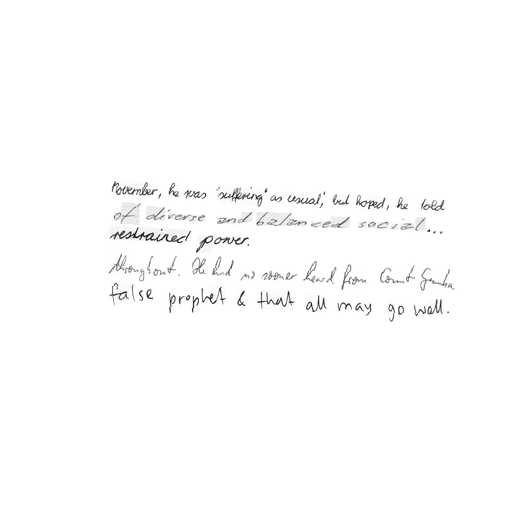 November, he was 'suffering' as usual', but hoped, he told
of diverse and balanced social...
restrained power.
throughout. He had no sooner heard from Count Gamba
false prophet & that all may go well.